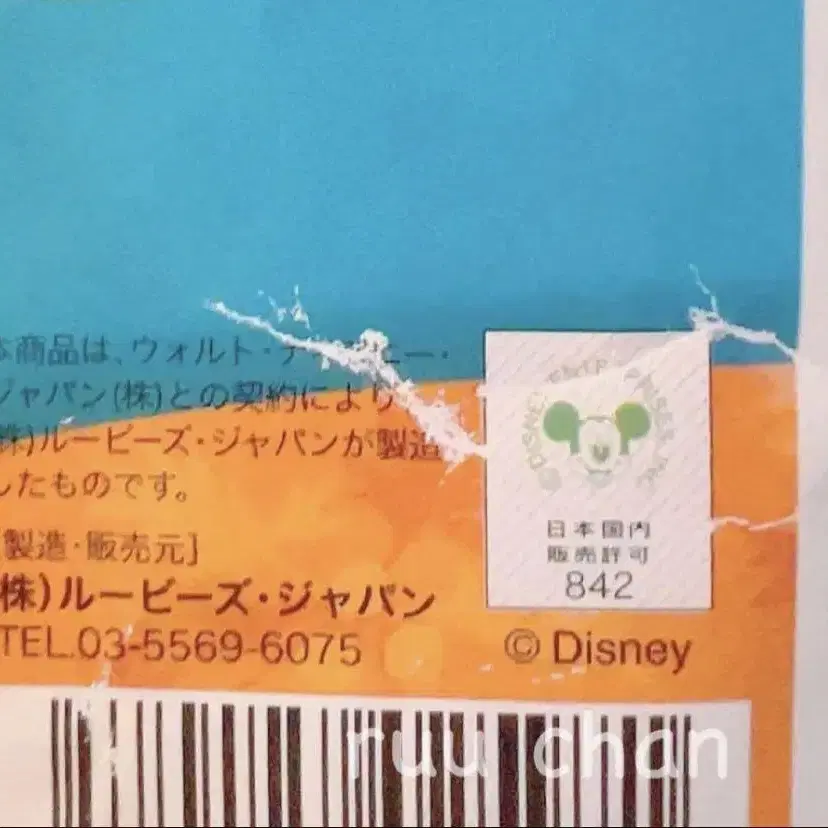 本商品は、ウォルト・ディズニー・
ジャパン(株)との契約により
(株)ルービーズ・ジャパンが製造
したものです。
[製造・販売元]
(株)ルービーズ・ジャパン
TEL.03-5569-6075
© DISNEY ENTERPRISES, INC.
日本国内
販売許可
842
© Disney
ruu chan